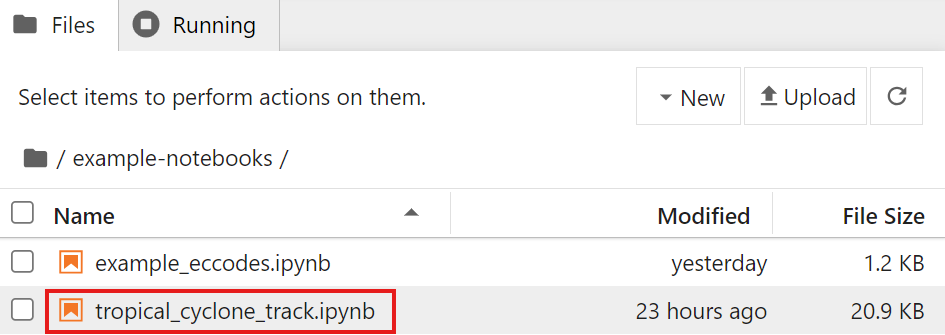 Files Running
Select items to perform actions on them. New Upload
/ example-notebooks /
Name Modified File Size
example_eccodes.ipynb yesterday 1.2 KB
tropical_cyclone_track.ipynb 23 hours ago 20.9 KB